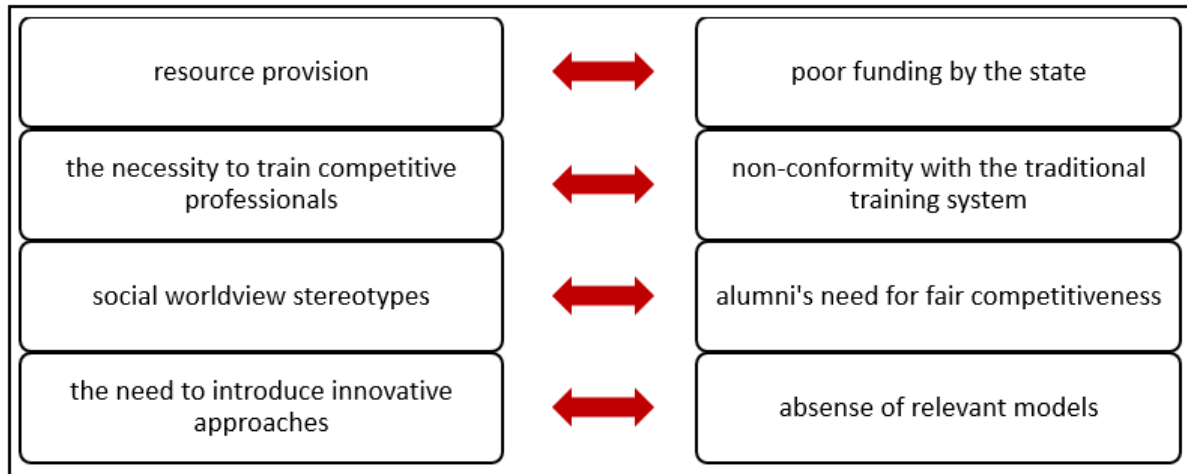 resource provision
poor funding by the state
the necessity to train competitive
professionals
non-conformity with the traditional
training system
social worldview stereotypes
alumni's need for fair competitiveness
the need to introduce innovative
approaches
absense of relevant models